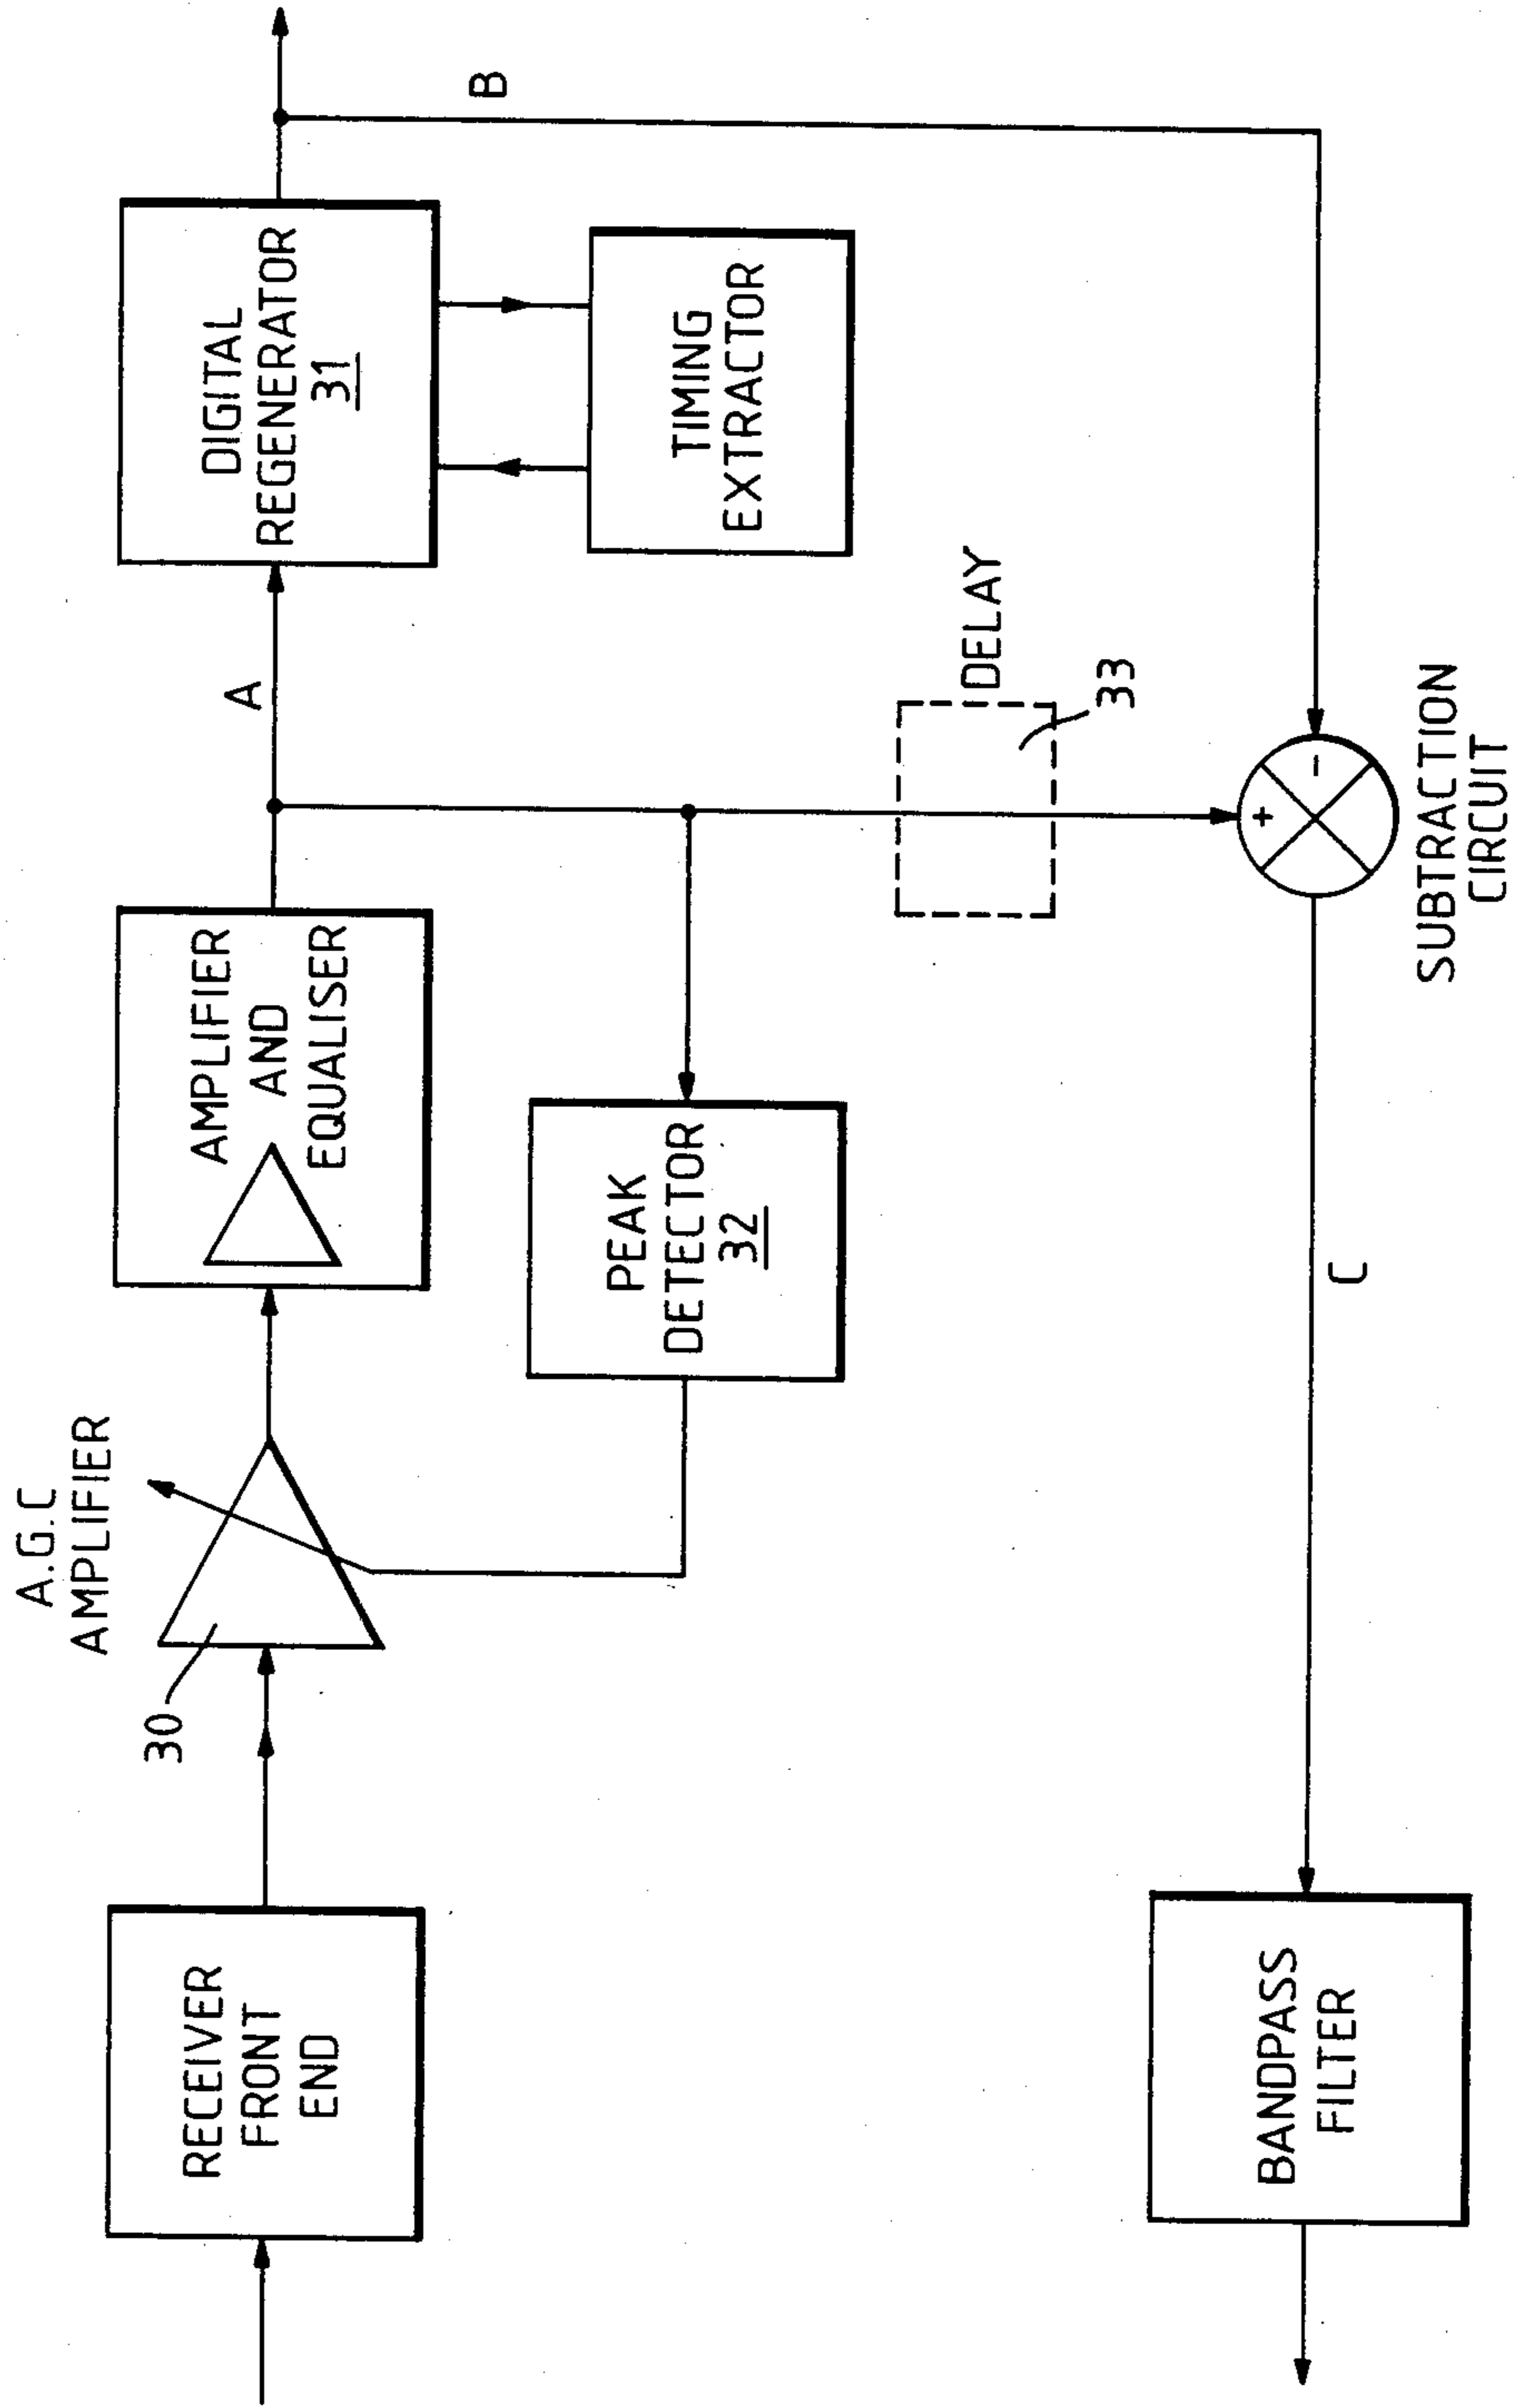 RECEIVER
FRONT
END
30
A.G.C
AMPLIFIER
AMPLIFIER
AND
EQUALISER
A
DIGITAL
REGENERATOR
31
B
PEAK
DETECTOR
32
TIMING
EXTRACTOR
DELAY
33
+
-
SUBTRACTION
CIRCUIT
C
BANDPASS
FILTER